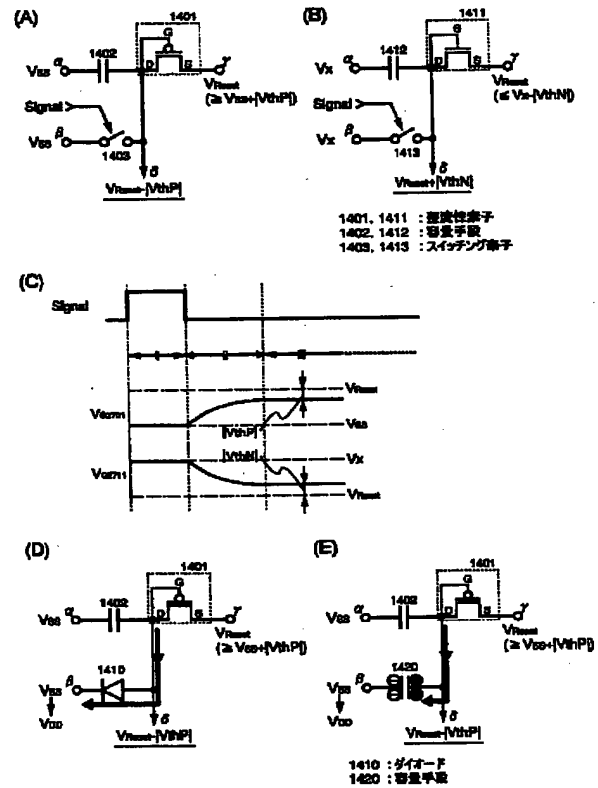 (A)
1401
G
1402
VSS α
D S
γ
VReset
(≧ VSS+|VthP|)
Signal
VSS β
1403
δ
VReset-|VthP|
(B)
1411
G
1412
VX α
D S
γ
VReset
(≦ VX-|VthN|)
Signal
VX β
1413
δ
VReset+|VthN|
1401, 1411 : 整流性素子
1402, 1412 : 容量手段
1403, 1413 : スイッチング素子
(C)
Signal
I II III
VReset
VG2701
|VthP|
VSS
|VthN|
VX
VG2711
VReset
(D)
1401
G
1402
VSS α
D S
γ
VReset
(≧ VSS+|VthP|)
1410
VSS β
VDD
δ
VReset-|VthP|
(E)
1401
G
1402
VSS α
D S
γ
VReset
(≧ VSS+|VthP|)
1420
VSS β
VDD
δ
VReset-|VthP|
1410 : ダイオード
1420 : 容量手段